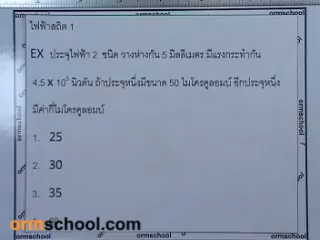 ไฟฟ้าสถิต 1
EX ประจุไฟฟ้า 2 ชนิด วางห่างกัน 5 มิลลิเมตร มีแรงกระทำกัน
4.5 x 10³ นิวตัน ถ้าประจุหนึ่งมีขนาด 50 ไมโครคูลอมบ์ อีกประจุหนึ่ง
มีค่ากี่ไมโครคูลอมบ์
1. 25
2. 30
3. 35
ormschool.com
ormschool
ormschool
ormschool